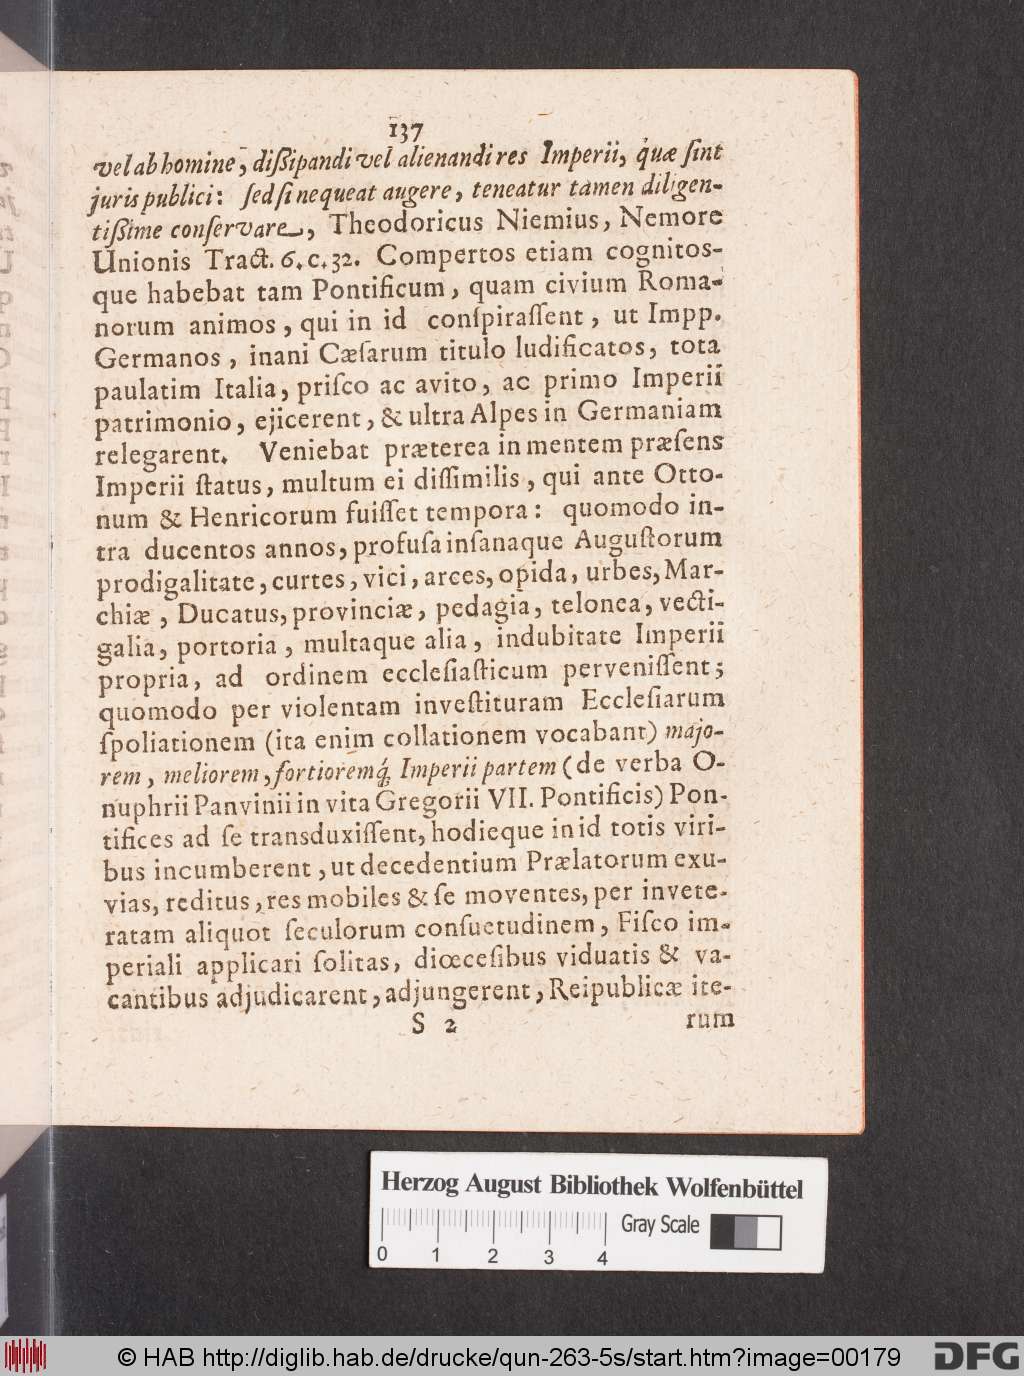 137
vel ab homine, diſſipandi vel alienandi res Imperii, quæ ſint
juris publici: ſed ſi nequeat augere, teneatur tamen diligen-
tiſſime conſervare, Theodoricus Niemius, Nemore
Unionis Tract. 6. c. 32. Compertos etiam cognitos-
que habebat tam Pontificum, quam civium Roma-
norum animos, qui in id conſpiraſſent, ut Impp.
Germanos, inani Cæſarum titulo ludificatos, tota
paulatim Italia, priſco ac avito, ac primo Imperii
patrimonio, ejicerent, & ultra Alpes in Germaniam
relegarent. Veniebat præterea in mentem præſens
Imperii ſtatus, multum ei diſſimilis, qui ante Otto-
num & Henricorum fuiſſet tempora: quomodo in-
tra ducentos annos, profuſa inſanaque Auguſtorum
prodigalitate, curtes, vici, arces, opida, urbes, Mar-
chiæ, Ducatus, provinciæ, pedagia, telonea, vecti-
galia, portoria, multaque alia, indubitate Imperii
propria, ad ordinem eccleſiaſticum perveniſſent;
quomodo per violentam inveſtituram Eccleſiarum
ſpoliationem (ita enim collationem vocabant) majo-
rem, meliorem, fortioremq́; Imperii partem (de verba O-
nuphrii Panvinii in vita Gregorii VII. Pontificis) Pon-
tifices ad ſe transduxiſſent, hodieque in id totis viri-
bus incumberent, ut decedentium Prælatorum exu-
vias, reditus, res mobiles & ſe moventes, per invete-
ratam aliquot ſeculorum conſuetudinem, Fiſco im-
periali applicari ſolitas, diœceſibus viduatis & va-
cantibus adjudicarent, adjungerent, Reipublicæ ite-
S 2 rum
Herzog August Bibliothek Wolfenbüttel
Gray Scale
0 1 2 3 4
© HAB http://diglib.hab.de/drucke/qun-263-5s/start.htm?image=00179
DFG